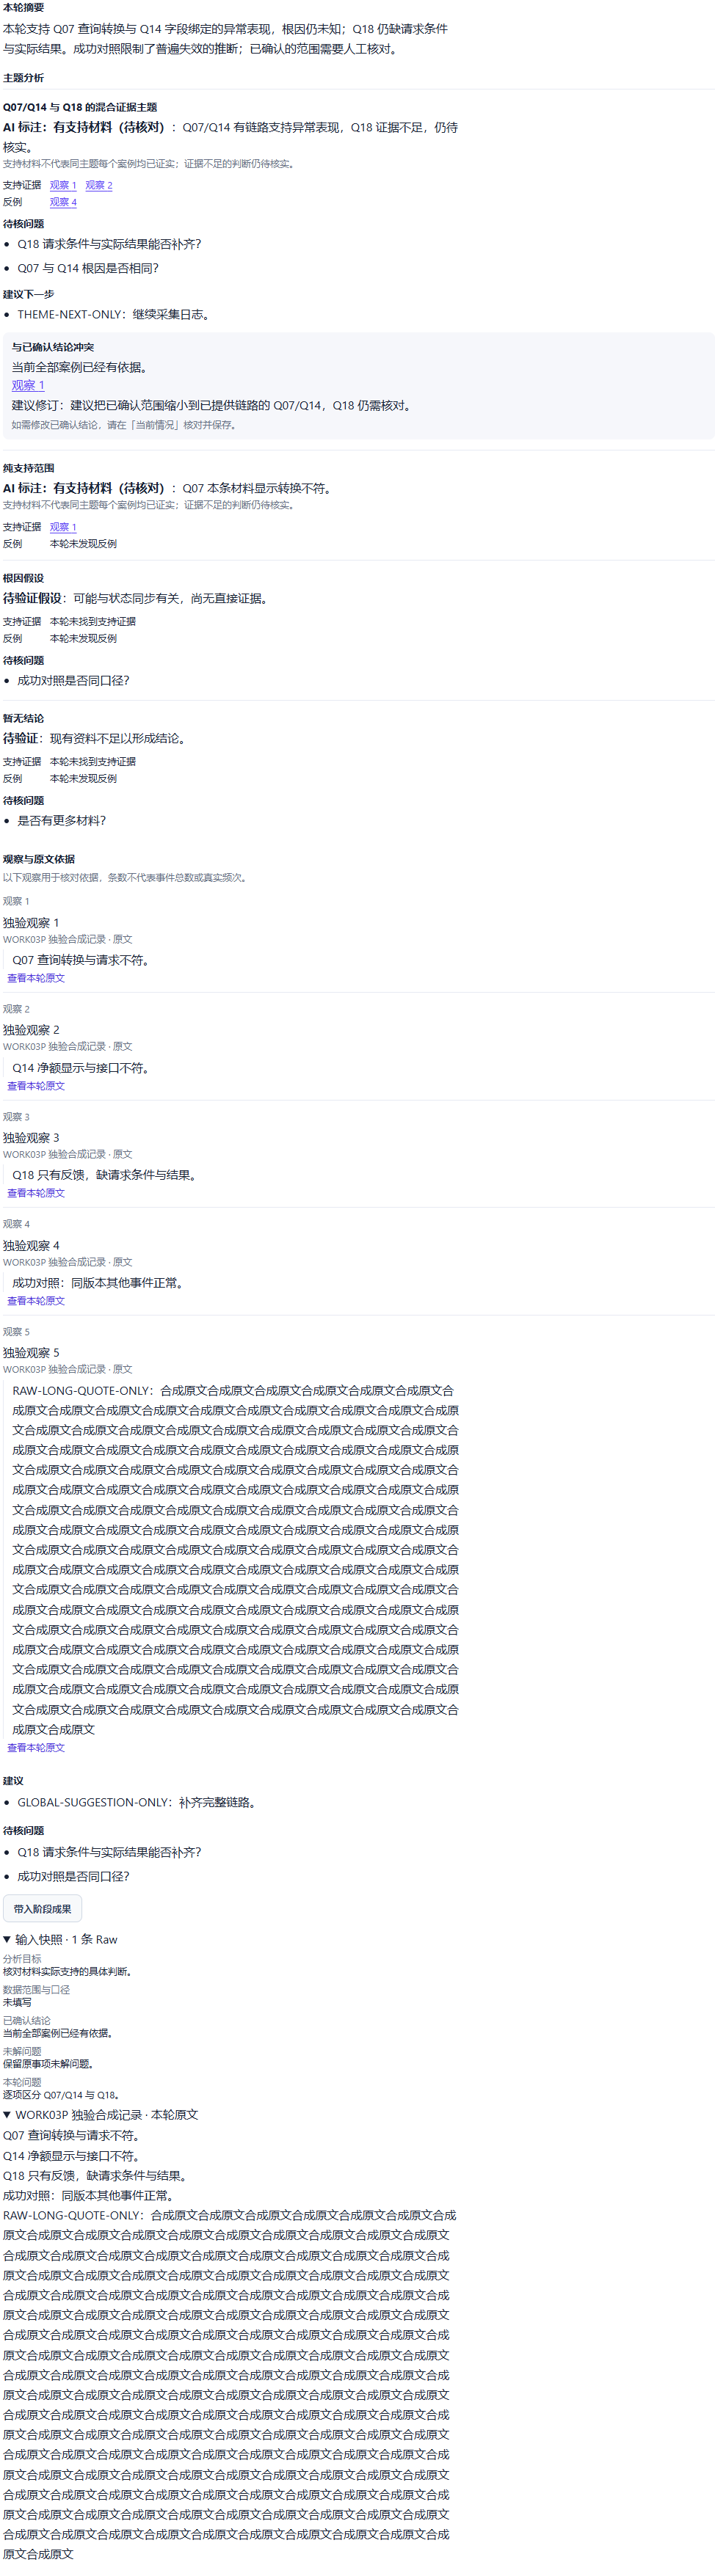 本轮摘要
本轮支持 Q07 查询转换与 Q14 字段绑定的异常表现，根因仍未知；Q18 仍缺请求条件
与实际结果。成功对照限制了普遍失效的推断；已确认的范围需要人工核对。
主题分析
Q07/Q14 与 Q18 的混合证据主题
AI 标注：有支持材料（待核对）：Q07/Q14 有链路支持异常表现，Q18 证据不足，仍待
核实。
支持材料不代表同主题每个案例均已证实；证据不足的判断仍待核实。
支持证据 观察 1 观察 2
反例 观察 4
待核问题
• Q18 请求条件与实际结果能否补齐？
• Q07 与 Q14 根因是否相同？
建议下一步
• THEME-NEXT-ONLY：继续采集日志。
与已确认结论冲突
当前全部案例已经有依据。
观察 1
建议修订：建议把已确认范围缩小到已提供链路的 Q07/Q14，Q18 仍需核对。
如需修改已确认结论，请在「当前情况」核对并保存。
纯支持范围
AI 标注：有支持材料（待核对）：Q07 本条材料显示转换不符。
支持材料不代表同主题每个案例均已证实；证据不足的判断仍待核实。
支持证据 观察 1
反例 本轮未发现反例
根因假设
待验证假设：可能与状态同步有关，尚无直接证据。
支持证据 本轮未找到支持证据
反例 本轮未发现反例
待核问题
• 成功对照是否同口径？
暂无结论
待验证：现有资料不足以形成结论。
支持证据 本轮未找到支持证据
反例 本轮未发现反例
待核问题
• 是否有更多材料？
观察与原文依据
以下观察用于核对依据，条数不代表事件总数或真实频次。
观察 1
独验观察 1
WORK03P 独验合成记录 · 原文
Q07 查询转换与请求不符。
查看本轮原文
观察 2
独验观察 2
WORK03P 独验合成记录 · 原文
Q14 净额显示与接口不符。
查看本轮原文
观察 3
独验观察 3
WORK03P 独验合成记录 · 原文
Q18 只有反馈，缺请求条件与结果。
查看本轮原文
观察 4
独验观察 4
WORK03P 独验合成记录 · 原文
成功对照：同版本其他事件正常。
查看本轮原文
观察 5
独验观察 5
WORK03P 独验合成记录 · 原文
RAW-LONG-QUOTE-ONLY：合成原文合成原文合成原文合成原文合成原文合成原文合
成原文合成原文合成原文合成原文合成原文合成原文合成原文合成原文合成原文合成原
文合成原文合成原文合成原文合成原文合成原文合成原文合成原文合成原文合成原文合
成原文合成原文合成原文合成原文合成原文合成原文合成原文合成原文合成原文合成原
文合成原文合成原文合成原文合成原文合成原文合成原文合成原文合成原文合成原文合
成原文合成原文合成原文合成原文合成原文合成原文合成原文合成原文合成原文合成原
文合成原文合成原文合成原文合成原文合成原文合成原文合成原文合成原文合成原文合
成原文合成原文合成原文合成原文合成原文合成原文合成原文合成原文合成原文合成原
文合成原文合成原文合成原文合成原文合成原文合成原文合成原文合成原文合成原文合
成原文合成原文合成原文合成原文合成原文合成原文合成原文合成原文合成原文合成原
文合成原文合成原文合成原文合成原文合成原文合成原文合成原文合成原文合成原文合
成原文合成原文合成原文合成原文合成原文合成原文合成原文合成原文合成原文合成原
文合成原文合成原文合成原文合成原文合成原文合成原文合成原文合成原文合成原文合
成原文合成原文合成原文合成原文合成原文合成原文合成原文合成原文合成原文合成原
文合成原文合成原文合成原文合成原文合成原文合成原文合成原文合成原文合成原文合
成原文合成原文合成原文合成原文合成原文合成原文合成原文合成原文合成原文合成原
文合成原文合成原文合成原文合成原文合成原文合成原文合成原文合成原文合成原文合
成原文合成原文
查看本轮原文
建议
• GLOBAL-SUGGESTION-ONLY：补齐完整链路。
待核问题
• Q18 请求条件与实际结果能否补齐？
• 成功对照是否同口径？
带入阶段成果
▼ 输入快照 · 1 条 Raw
分析目标
核对材料实际支持的具体判断。
数据范围与口径
未填写
已确认结论
当前全部案例已经有依据。
未解问题
保留原事项未解问题。
本轮问题
逐项区分 Q07/Q14 与 Q18。
▼ WORK03P 独验合成记录 · 本轮原文
Q07 查询转换与请求不符。
Q14 净额显示与接口不符。
Q18 只有反馈，缺请求条件与结果。
成功对照：同版本其他事件正常。
RAW-LONG-QUOTE-ONLY：合成原文合成原文合成原文合成原文合成原文合成原文合成
原文合成原文合成原文合成原文合成原文合成原文合成原文合成原文合成原文合成原文
合成原文合成原文合成原文合成原文合成原文合成原文合成原文合成原文合成原文合成
原文合成原文合成原文合成原文合成原文合成原文合成原文合成原文合成原文合成原文
合成原文合成原文合成原文合成原文合成原文合成原文合成原文合成原文合成原文合成
原文合成原文合成原文合成原文合成原文合成原文合成原文合成原文合成原文合成原文
合成原文合成原文合成原文合成原文合成原文合成原文合成原文合成原文合成原文合成
原文合成原文合成原文合成原文合成原文合成原文合成原文合成原文合成原文合成原文
合成原文合成原文合成原文合成原文合成原文合成原文合成原文合成原文合成原文合成
原文合成原文合成原文合成原文合成原文合成原文合成原文合成原文合成原文合成原文
合成原文合成原文合成原文合成原文合成原文合成原文合成原文合成原文合成原文合成
原文合成原文合成原文合成原文合成原文合成原文合成原文合成原文合成原文合成原文
合成原文合成原文合成原文合成原文合成原文合成原文合成原文合成原文合成原文合成
原文合成原文合成原文合成原文合成原文合成原文合成原文合成原文合成原文合成原文
合成原文合成原文合成原文合成原文合成原文合成原文合成原文合成原文合成原文合成
原文合成原文合成原文合成原文合成原文合成原文合成原文合成原文合成原文合成原文
合成原文合成原文合成原文合成原文合成原文合成原文合成原文合成原文合成原文合成
原文合成原文